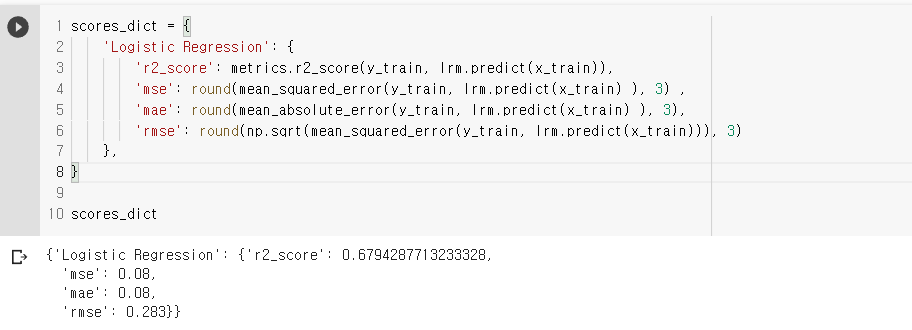 1 scores_dict = {
2     'Logistic Regression': {
3         'r2_score': metrics.r2_score(y_train, lrm.predict(x_train)),
4         'mse': round(mean_squared_error(y_train, lrm.predict(x_train) ), 3) ,
5         'mae': round(mean_absolute_error(y_train, lrm.predict(x_train) ), 3),
6         'rmse': round(np.sqrt(mean_squared_error(y_train, lrm.predict(x_train))), 3)
7     },
8 }
9
10 scores_dict
{'Logistic Regression': {'r2_score': 0.6794287713233328,
  'mse': 0.08,
  'mae': 0.08,
  'rmse': 0.283}}